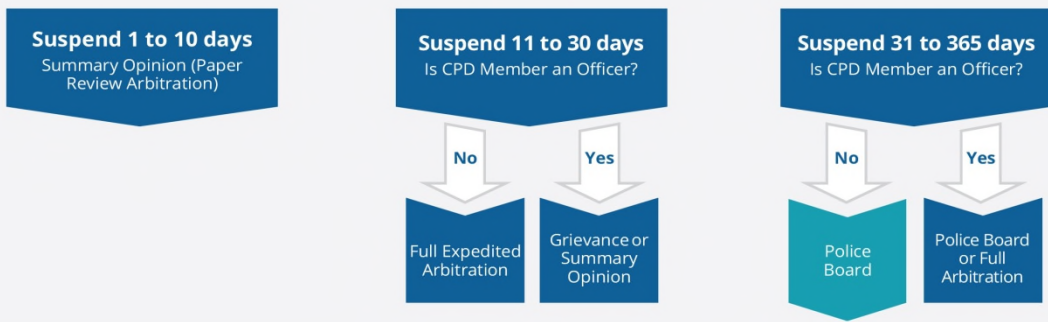 Suspend 1 to 10 days
Summary Opinion (Paper
Review Arbitration)
Suspend 11 to 30 days
Is CPD Member an Officer?
No
Yes
Full Expedited
Arbitration
Grievance or
Summary
Opinion
Suspend 31 to 365 days
Is CPD Member an Officer?
No
Yes
Police
Board
Police Board
or Full
Arbitration